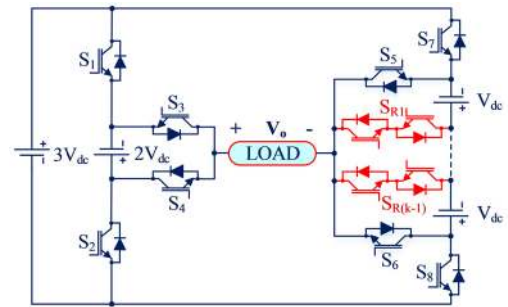 S1
S7
S5
S3
SR1
Vdc
+ Vo -
LOAD
3Vdc
2Vdc
S4
SR(k-1)
Vdc
S2
S6
S8